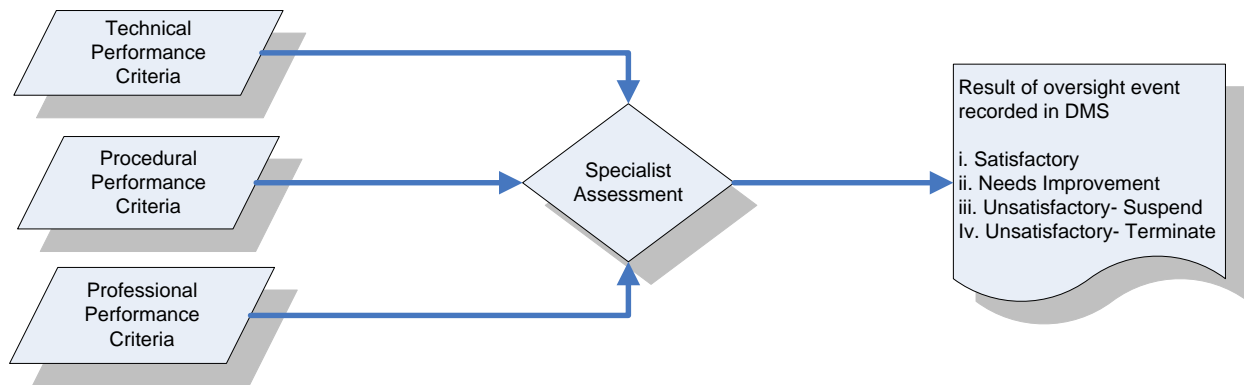 Technical
Performance
Criteria
Procedural
Performance
Criteria
Professional
Performance
Criteria
Specialist
Assessment
Result of oversight event
recorded in DMS
i. Satisfactory
ii. Needs Improvement
iii. Unsatisfactory- Suspend
Iv. Unsatisfactory- Terminate